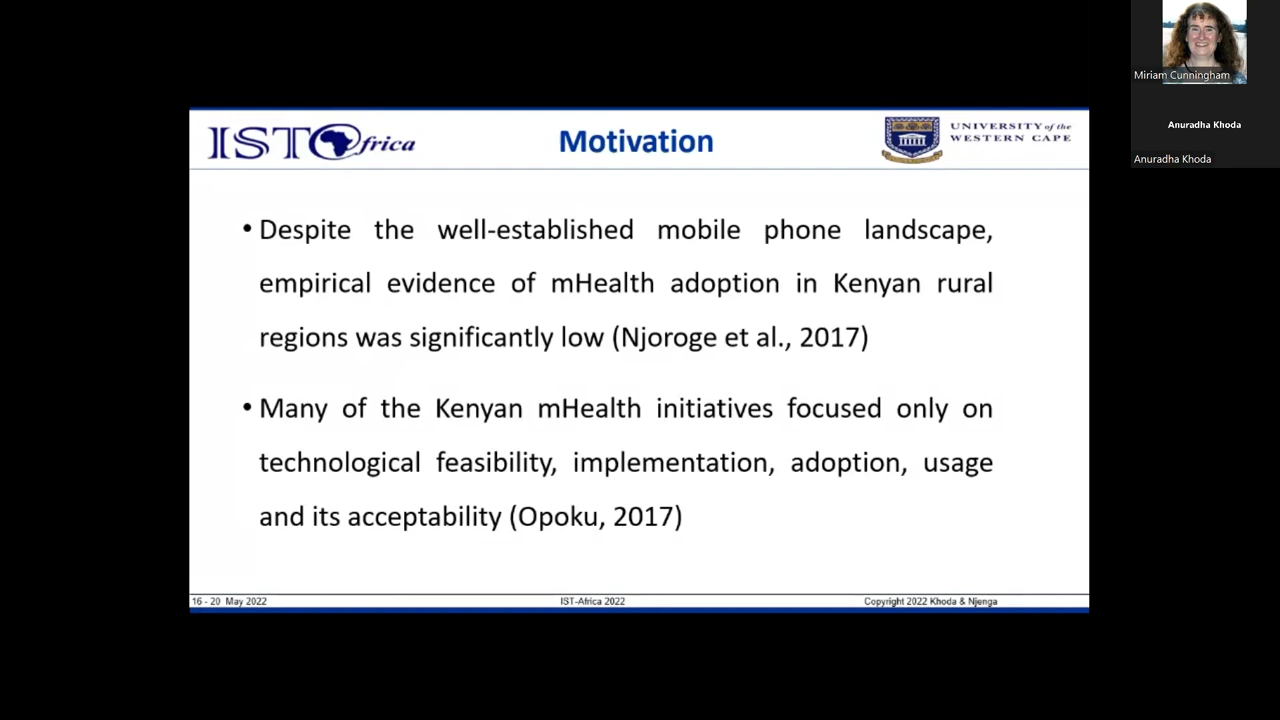 IST Africa
Motivation
UNIVERSITY of the
WESTERN CAPE
• Despite the well-established mobile phone landscape,
empirical evidence of mHealth adoption in Kenyan rural
regions was significantly low (Njoroge et al., 2017)
• Many of the Kenyan mHealth initiatives focused only on
technological feasibility, implementation, adoption, usage
and its acceptability (Opoku, 2017)
16 - 20 May 2022
IST-Africa 2022
Copyright 2022 Khoda & Njenga
Miriam Cunningham
Anuradha Khoda
Anuradha Khoda